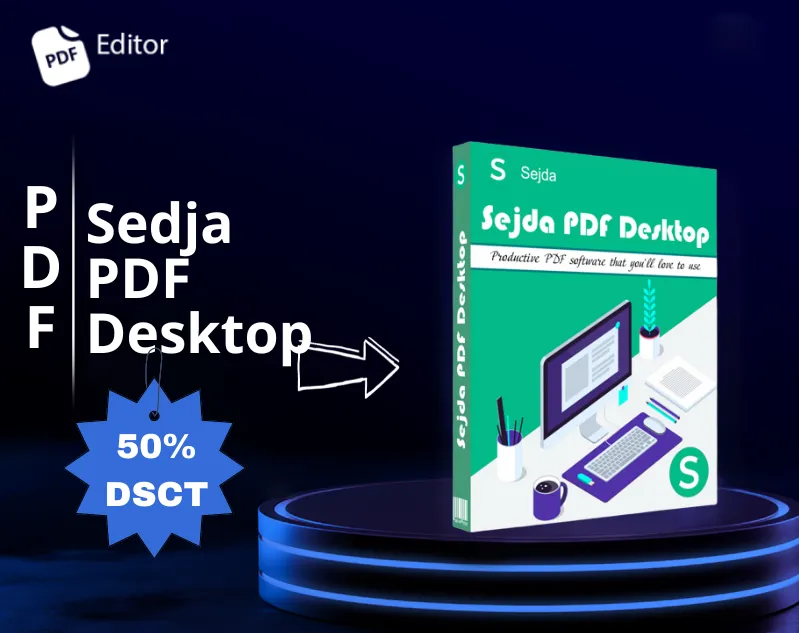 PDF
Editor
P
D
F
Sedja
PDF
Desktop
50%
DSCT
S
S Sejda
Sejda PDF Desktop
Productive PDF software that you'll love to use
Sejda PDF Desktop
S